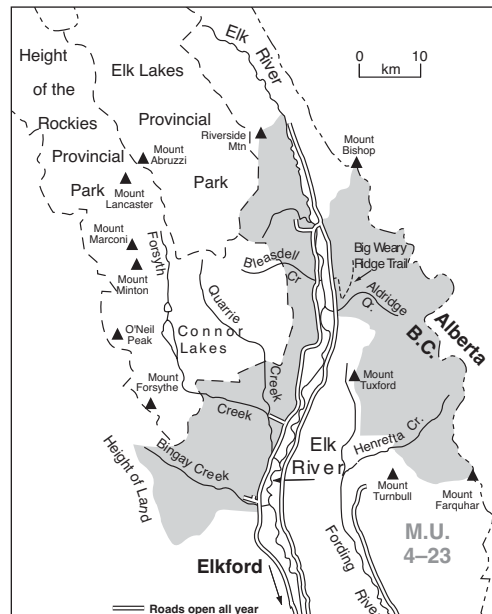 Height
of the
Rockies
Provincial
Park
Elk Lakes
Provincial
Park
Elk
River
0 10
km
Riverside
Mtn
Mount
Bishop
Mount
Abruzzi
Mount
Lancaster
Mount
Marconi
Mount
Minton
Forsyth
Creek
Bleasdell
Cr
Big Weary
Ridge Trail
Aldridge
Cr.
Quarrie
Creek
Connor
Lakes
Alberta
B.C.
O'Neil
Peak
Mount
Forsythe
Mount
Tuxford
Height of Land
Bingay Creek
Elk
River
Henretta Cr.
Mount
Turnbull
Mount
Farquhar
Fording
River
M.U.
4–23
Elkford
Roads open all year